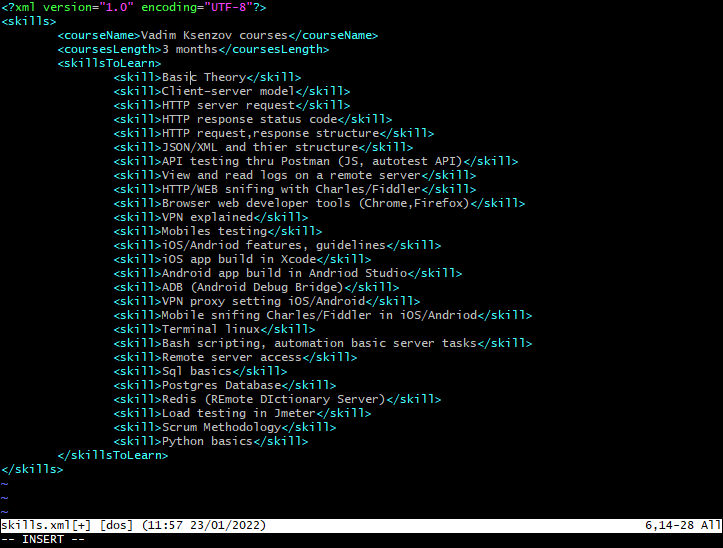 <?xml version="1.0" encoding="UTF-8"?>
<skills>
        <courseName>Vadim Ksenzov courses</courseName>
        <coursesLength>3 months</coursesLength>
        <skillsToLearn>
                <skill>Basic Theory</skill>
                <skill>Client-server model</skill>
                <skill>HTTP server request</skill>
                <skill>HTTP response status code</skill>
                <skill>HTTP request,response structure</skill>
                <skill>JSON/XML and thier structure</skill>
                <skill>API testing thru Postman (JS, autotest API)</skill>
                <skill>View and read logs on a remote server</skill>
                <skill>HTTP/WEB snifing with Charles/Fiddler</skill>
                <skill>Browser web developer tools (Chrome,Firefox)</skill>
                <skill>VPN explained</skill>
                <skill>Mobiles testing</skill>
                <skill>iOS/Andriod features, guidelines</skill>
                <skill>iOS app build in Xcode</skill>
                <skill>Android app build in Andriod Studio</skill>
                <skill>ADB (Android Debug Bridge)</skill>
                <skill>VPN proxy setting iOS/Android</skill>
                <skill>Mobile snifing Charles/Fiddler in iOS/Andriod</skill>
                <skill>Terminal linux</skill>
                <skill>Bash scripting, automation basic server tasks</skill>
                <skill>Remote server access</skill>
                <skill>Sql basics</skill>
                <skill>Postgres Database</skill>
                <skill>Redis (REmote DIctionary Server)</skill>
                <skill>Load testing in Jmeter</skill>
                <skill>Scrum Methodology</skill>
                <skill>Python basics</skill>
        </skillsToLearn>
</skills>
~
~
~
skills.xml[+] [dos] (11:57 23/01/2022) 6,14-28 All
-- INSERT --